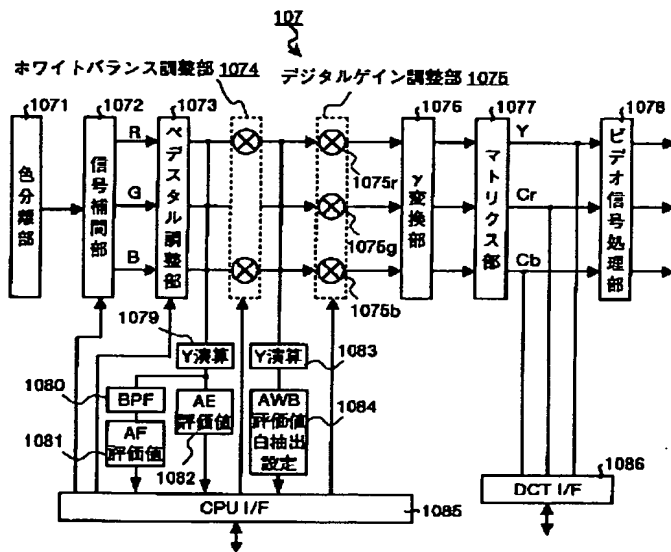 107
ホワイトバランス調整部 1074
デジタルゲイン調整部 1075
1071
1072
1073
1076
1077
1078
色分離部
信号補間部
R
G
B
ペデスタル調整部
1075r
1075g
1075b
γ変換部
マトリクス部
Y
Cr
Cb
ビデオ信号処理部
1079
Y演算
Y演算
1083
1080
BPF
AE
評価値
1082
AWB
評価値
白抽出
設定
1084
1081
AF
評価値
CPU I/F
1085
1086
DCT I/F